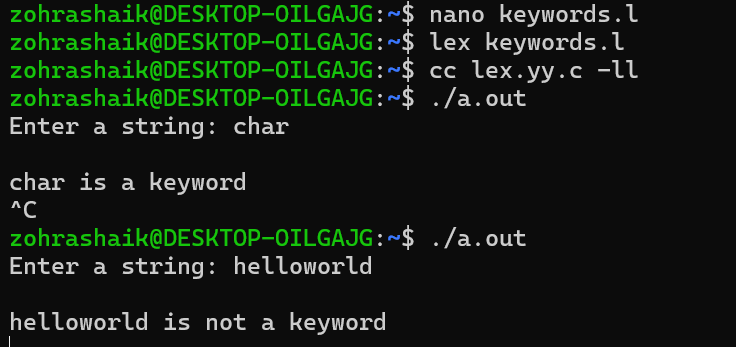 zohrashaik@DESKTOP-OILGAJG:~$ nano keywords.l
zohrashaik@DESKTOP-OILGAJG:~$ lex keywords.l
zohrashaik@DESKTOP-OILGAJG:~$ cc lex.yy.c -ll
zohrashaik@DESKTOP-OILGAJG:~$ ./a.out
Enter a string: char
char is a keyword
^C
zohrashaik@DESKTOP-OILGAJG:~$ ./a.out
Enter a string: helloworld
helloworld is not a keyword